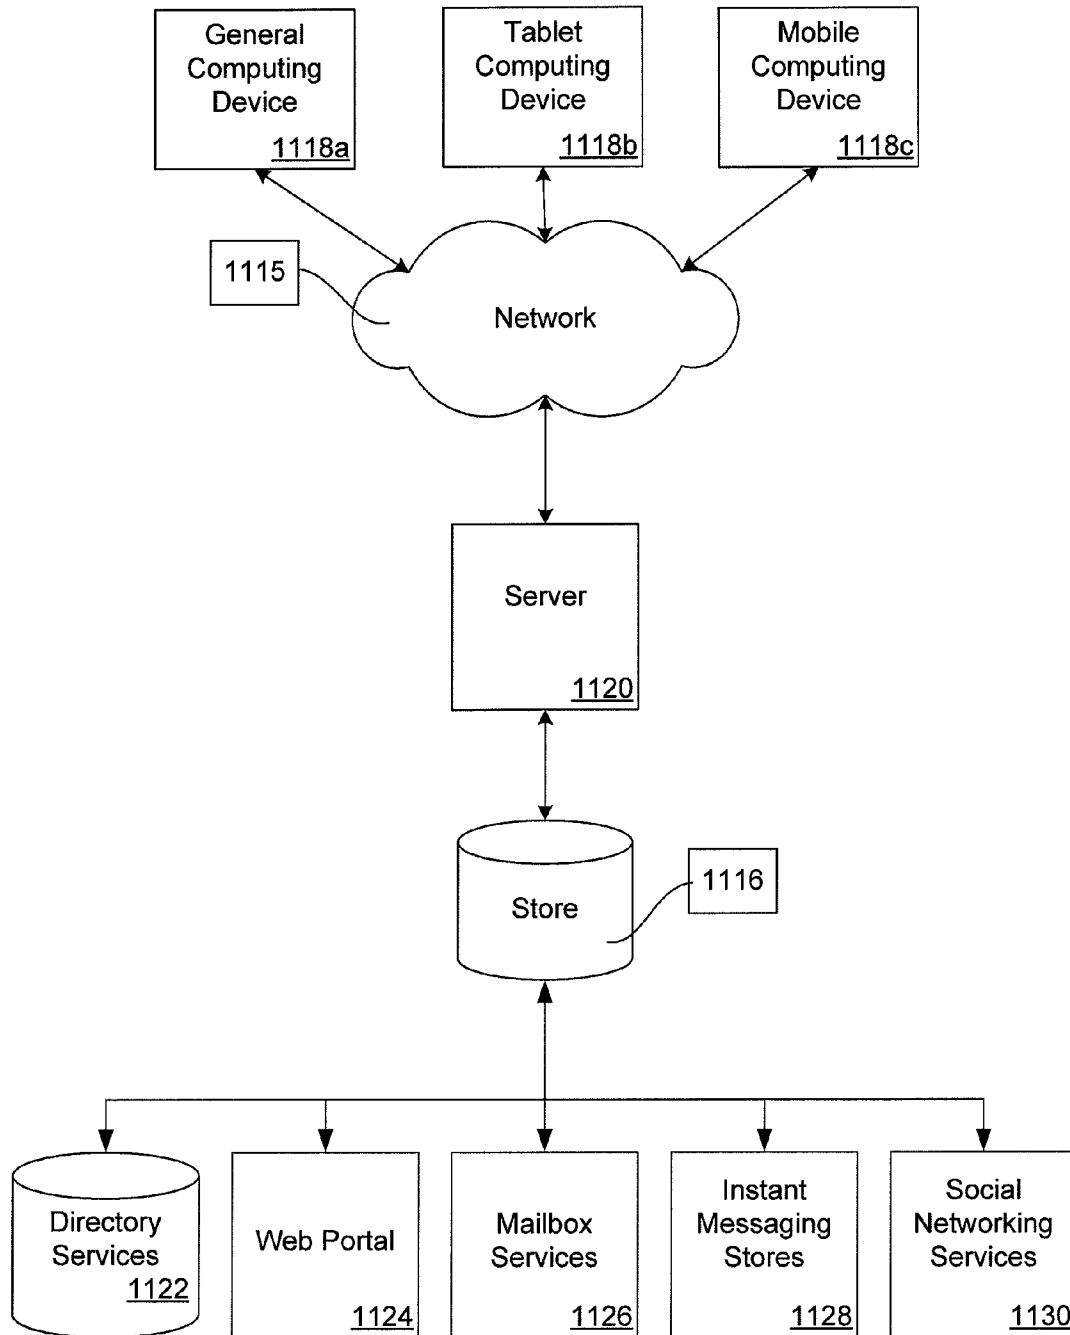 General
Computing
Device
1118a
Tablet
Computing
Device
1118b
Mobile
Computing
Device
1118c
1115
Network
Server
1120
Store
1116
Directory
Services
1122
Web Portal
1124
Mailbox
Services
1126
Instant
Messaging
Stores
1128
Social
Networking
Services
1130